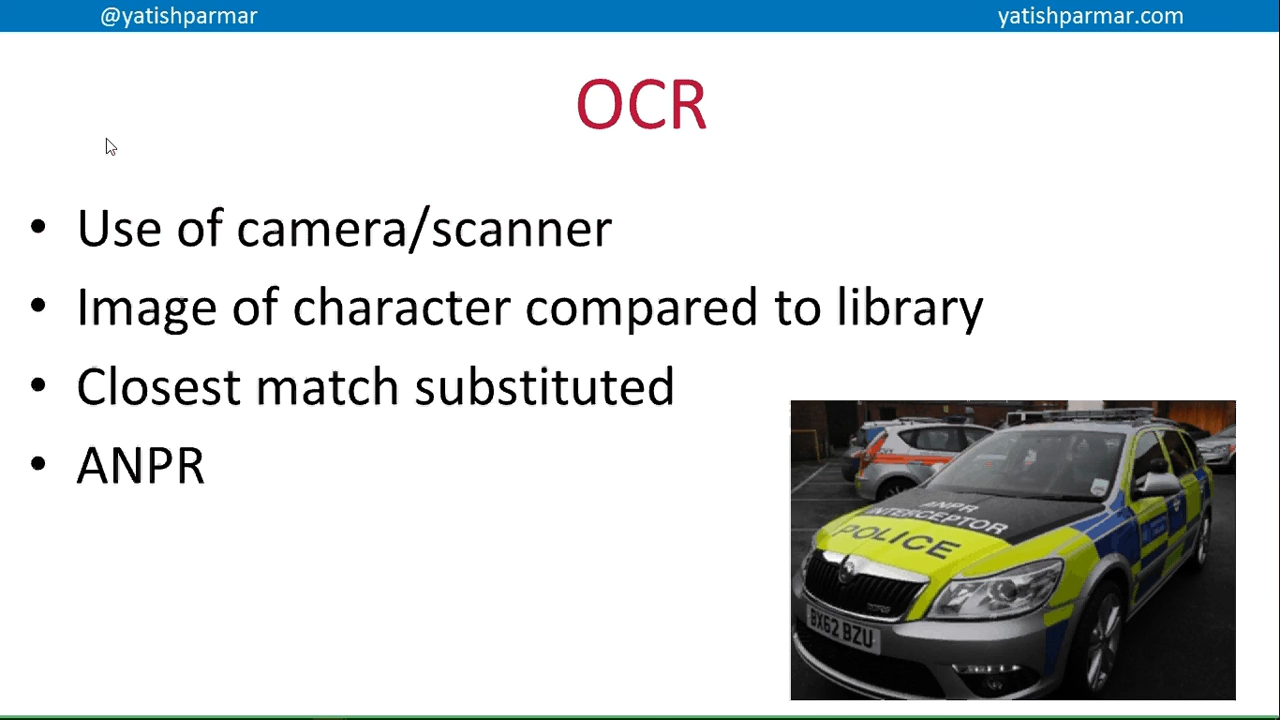 @yatishparmar
yatishparmar.com
OCR
• Use of camera/scanner
• Image of character compared to library
• Closest match substituted
• ANPR
ANPR
INTERCEPTOR
POLICE
BX62 BZU